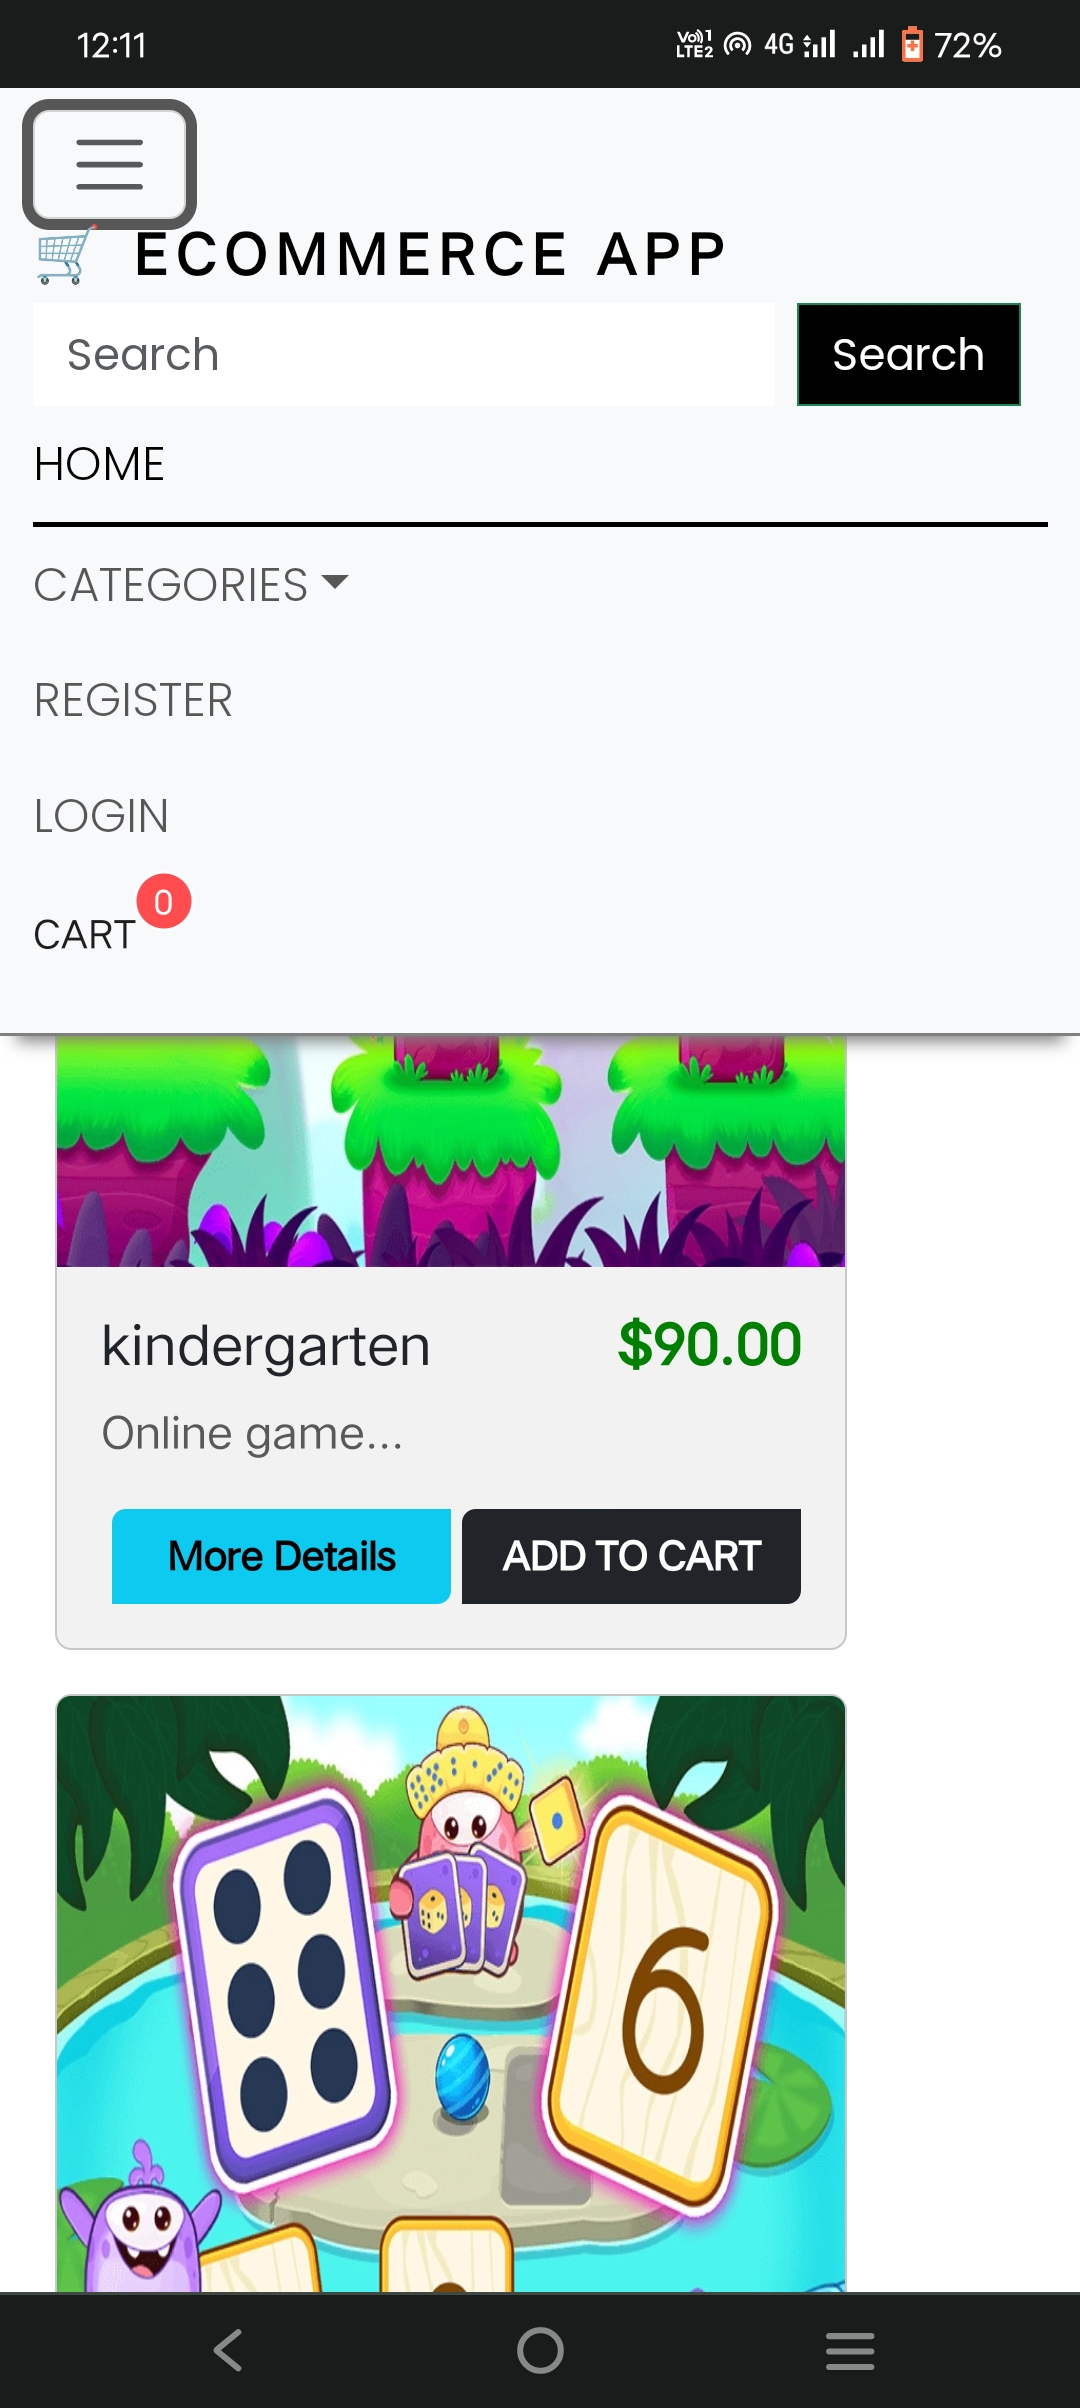 12:11 Vo)) 1 LTE2 4G 72%
🛒 ECOMMERCE APP
Search Search
HOME
CATEGORIES
REGISTER
LOGIN
CART 0
kindergarten $90.00
Online game...
More Details ADD TO CART
6